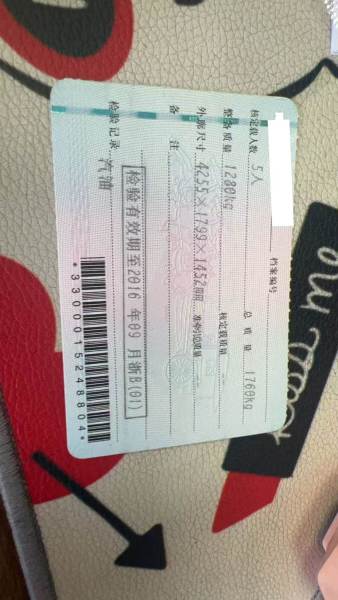 档案编号
核定载人数 5人 总质量 1760kg
整备质量 1280kg 核定载质量
外廓尺寸 4255×1799×1452mm 准牵引总质量
备注
检验有效期至2016年09月浙B(01)
检验记录 汽油
*3300015248804*